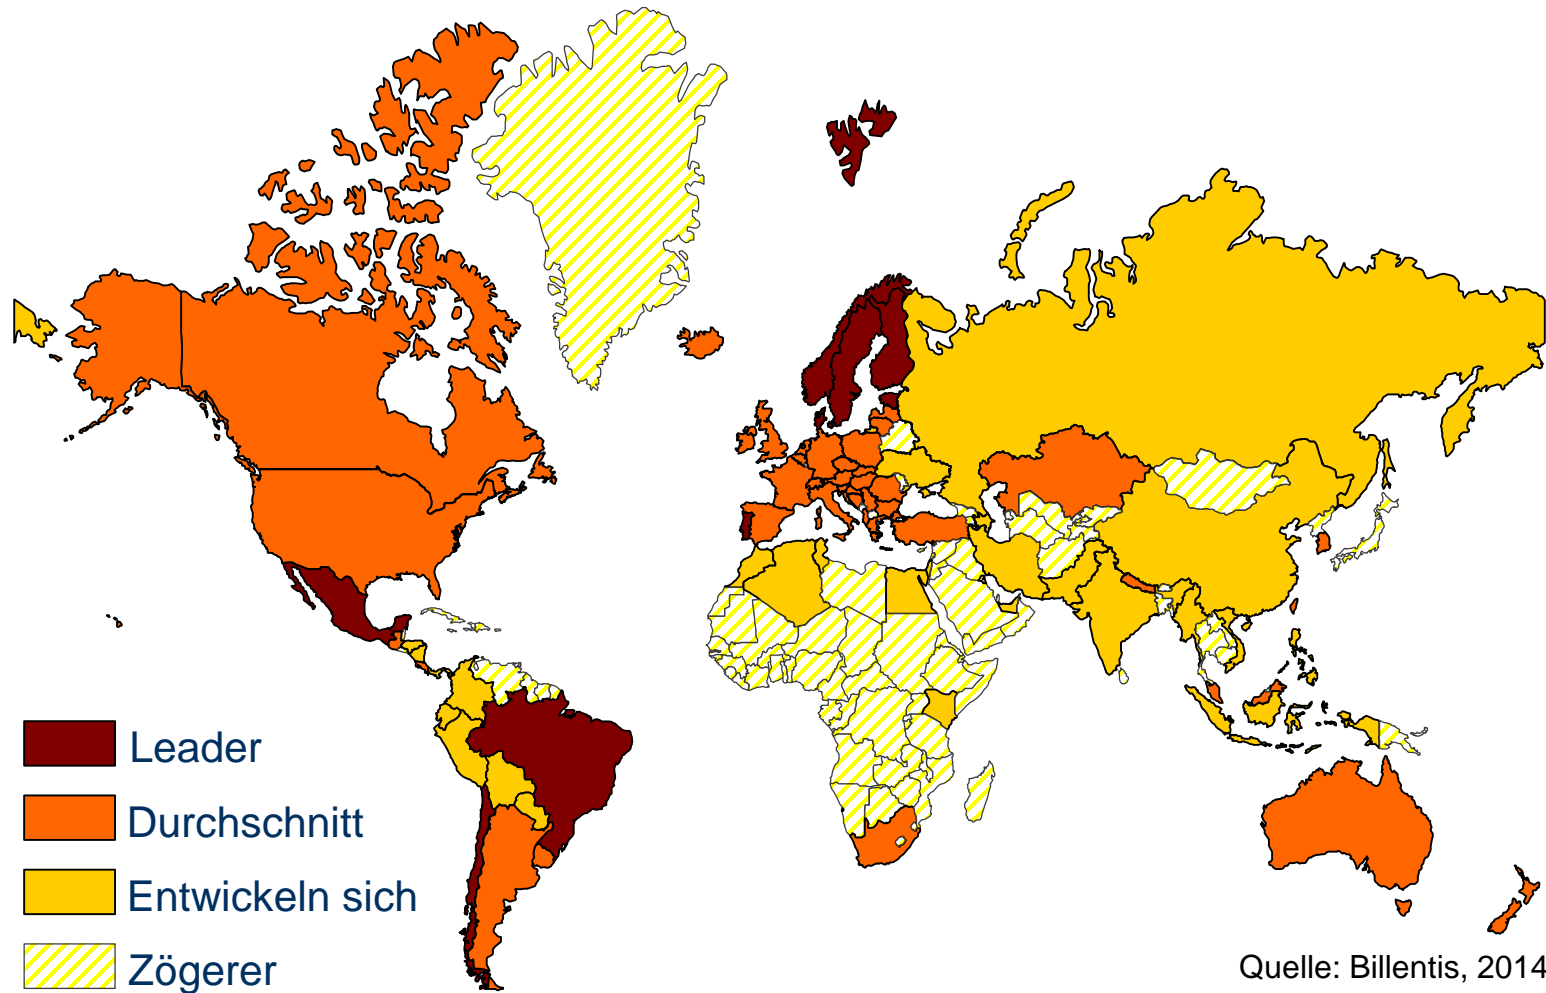 Leader
Durchschnitt
Entwickeln sich
Zögerer
Quelle: Billentis, 2014